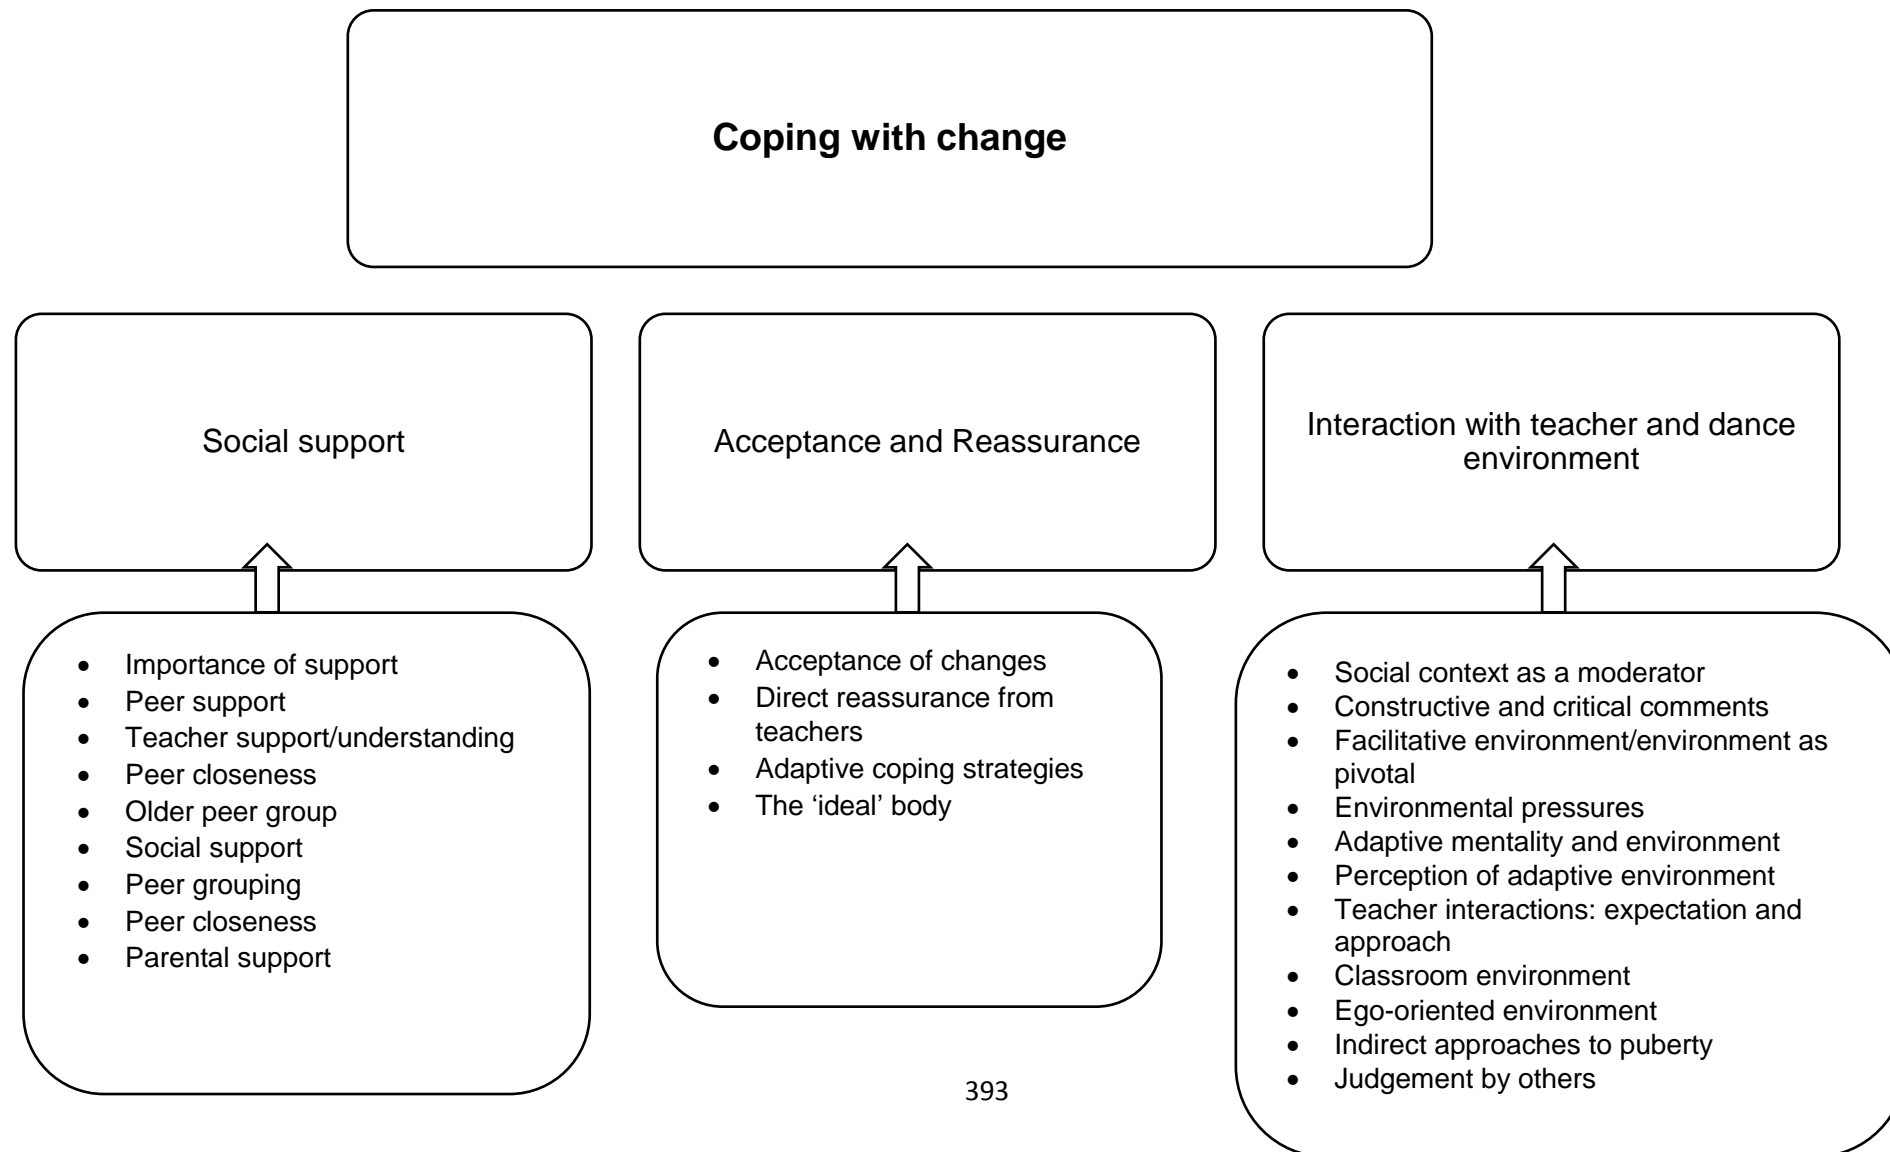 Coping with change
Social support
Acceptance and Reassurance
Interaction with teacher and dance
environment
• Importance of support
• Peer support
• Teacher support/understanding
• Peer closeness
• Older peer group
• Social support
• Peer grouping
• Peer closeness
• Parental support
• Acceptance of changes
• Direct reassurance from
teachers
• Adaptive coping strategies
• The ‘ideal’ body
• Social context as a moderator
• Constructive and critical comments
• Facilitative environment/environment as
pivotal
• Environmental pressures
• Adaptive mentality and environment
• Perception of adaptive environment
• Teacher interactions: expectation and
approach
• Classroom environment
• Ego-oriented environment
• Indirect approaches to puberty
• Judgement by others
393